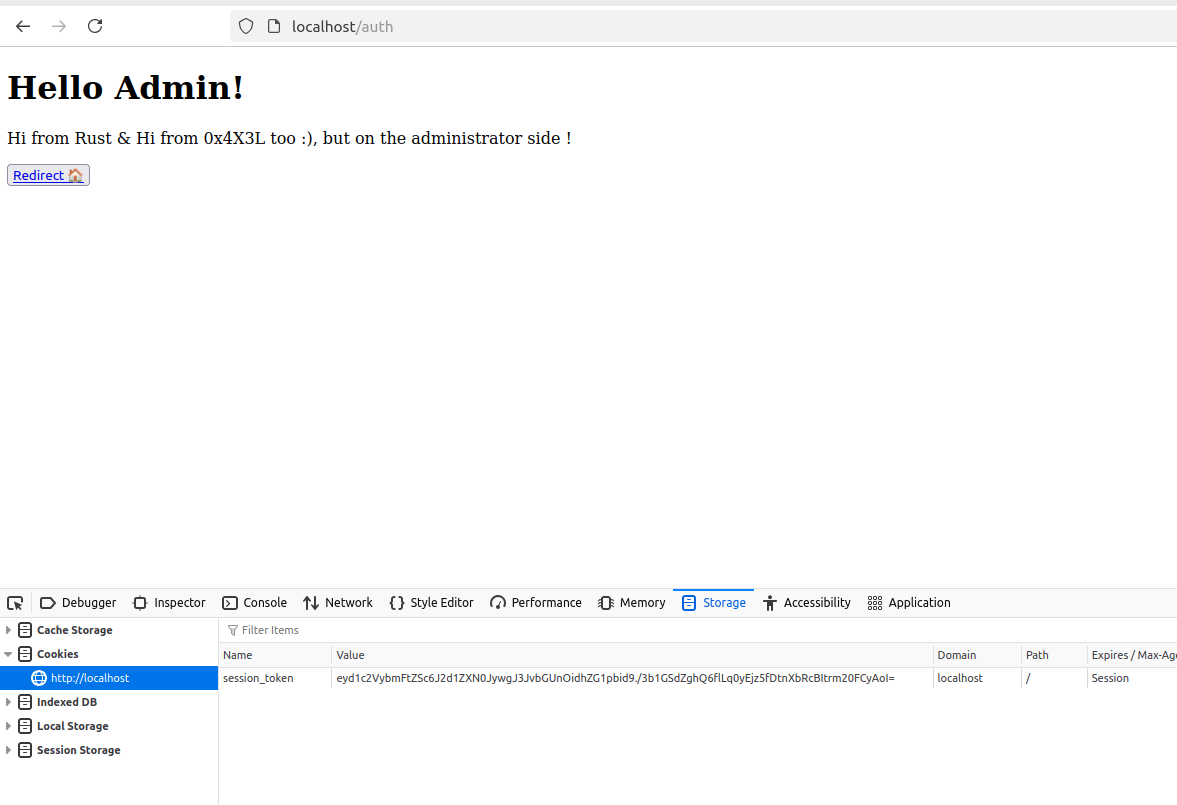 localhost/auth
Hello Admin!
Hi from Rust & Hi from 0x4X3L too :), but on the administrator side !
Redirect 🏠
Debugger Inspector Console Network Style Editor Performance Memory Storage Accessibility Application
Cache Storage
Filter Items
Cookies
Name Value Domain Path Expires / Max-Age
http://localhost
session_token eyd1c2VybmFtZSc6J2d1ZXN0JywgJ3JvbGUnOidhZG1pbid9./3b1GSdZghQ6flLq0yEjz5fDtnXbRcBItrm20FCyAoI= localhost / Session
Indexed DB
Local Storage
Session Storage